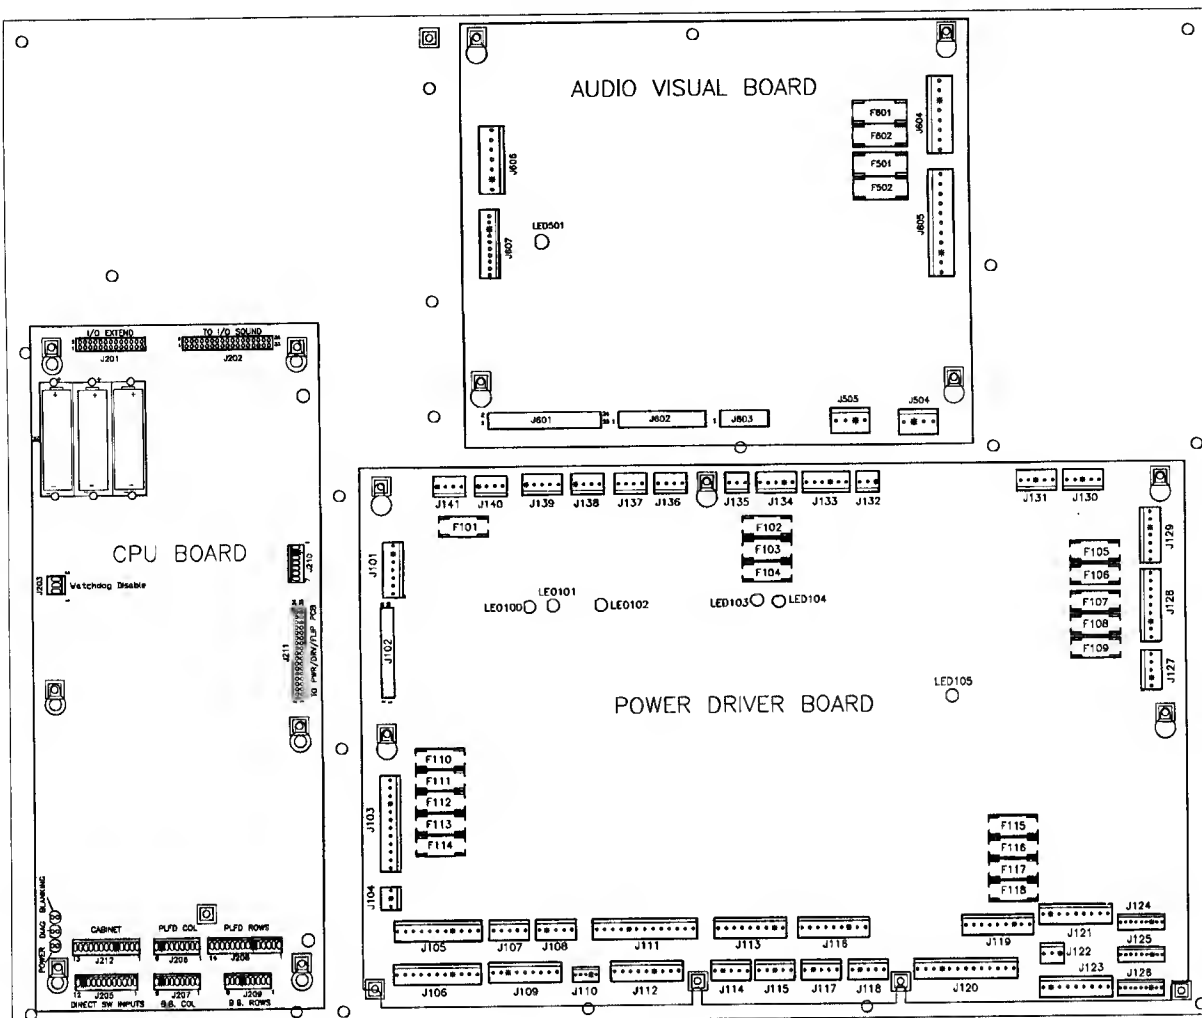 AUDIO VISUAL BOARD
F601
F602
F501
F502
J604
J605
J606
J607
LED501
J601
J602
J603
J505
J504
I/O EXTEND
J201
TO I/O SOUND
J202
CPU BOARD
J203
Watchdog Disable
J210
J211
TO PWR/DRV/FLIP PCB
POWER DIAG BLANKING
CABINET
J212
PLFD COL
J206
PLFD ROWS
J208
J205
DIRECT SW INPUTS
J207
B.B. COL
J209
B.B. ROWS
POWER DRIVER BOARD
J141
J140
J139
J138
J137
J136
J135
J134
J133
J132
J131
J130
F101
F102
F103
F104
F105
F106
F107
F108
F109
J129
J128
J127
J101
J102
LED100
LED101
LED102
LED103
LED104
LED105
F110
F111
F112
F113
F114
J103
J104
F115
F116
F117
F118
J105
J107
J108
J111
J113
J116
J119
J121
J124
J125
J122
J123
J126
J106
J109
J110
J112
J114
J115
J117
J118
J120